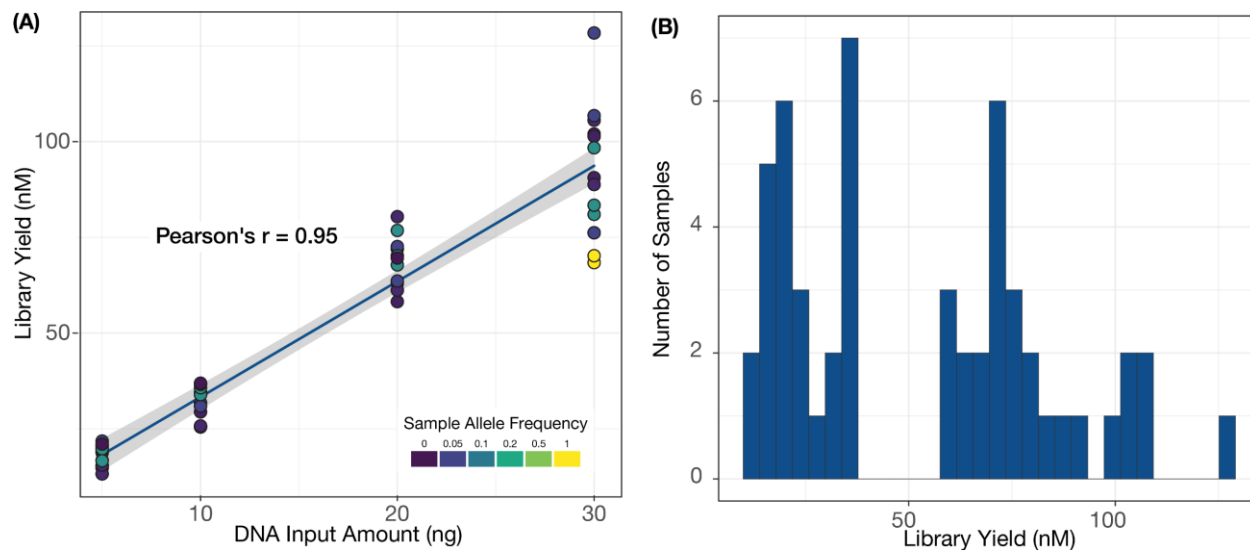 (A)
Library Yield (nM)
100
50
Pearson's r = 0.95
Sample Allele Frequency
0 0.05 0.1 0.2 0.5 1
10 20 30
DNA Input Amount (ng)
(B)
Number of Samples
6
4
2
0
50 100
Library Yield (nM)